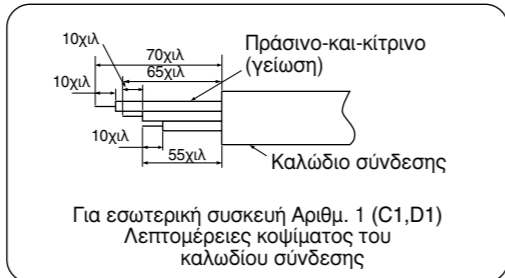 10χιλ
70χιλ
Πράσινο-και-κίτρινο
(γείωση)
65χιλ
10χιλ
10χιλ
55χιλ
Καλώδιο σύνδεσης
Για εσωτερική συσκευή Αριθμ. 1 (C1,D1)
Λεπτομέρειες κοψίματος του
καλωδίου σύνδεσης